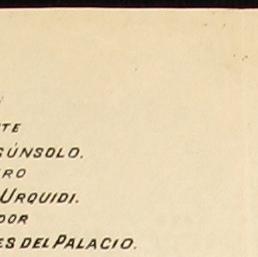 TE
GÚNSOLO.
RO
URQUIDI.
DOR
ES DEL PALACIO.